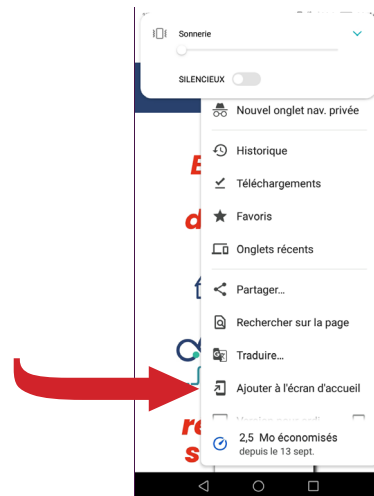 Sonnerie
SILENCIEUX
Nouvel onglet nav. privée
Historique
Téléchargements
Favoris
Onglets récents
Partager...
Rechercher sur la page
Traduire...
Ajouter à l'écran d'accueil
2,5 Mo économisés
depuis le 13 sept.